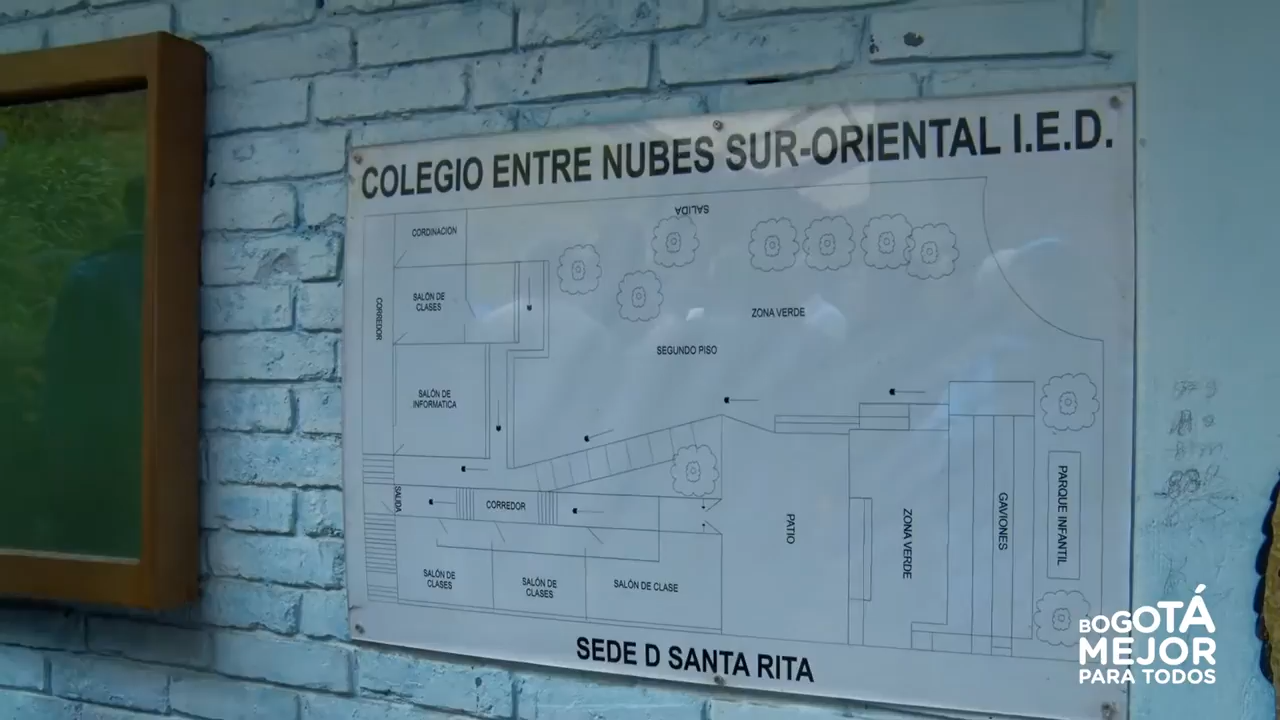 COLEGIO ENTRE NUBES SUR-ORIENTAL I.E.D.
SALIDA
CORDINACION
CORREDOR
SALÓN DE
CLASES
ZONA VERDE
SEGUNDO PISO
SALÓN DE
INFORMATICA
SALIDA
CORREDOR
PATIO
ZONA VERDE
GAVIONES
PARQUE INFANTIL
SALÓN DE
CLASES
SALÓN DE
CLASES
SALÓN DE CLASE
SEDE D SANTA RITA
BOGOTÁ
MEJOR
PARA TODOS